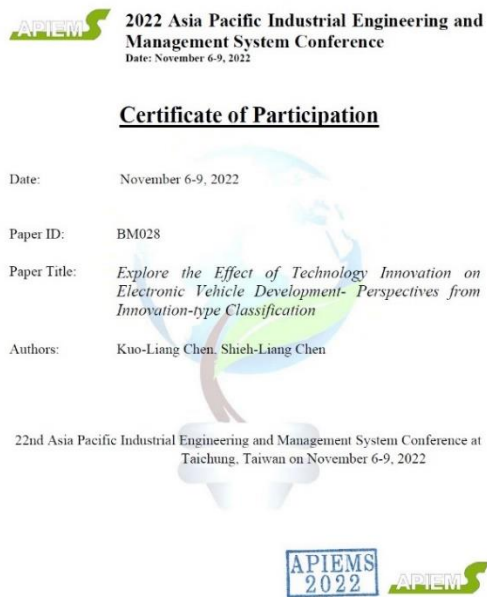 APIEMS
2022 Asia Pacific Industrial Engineering and
Management System Conference
Date: November 6-9, 2022
Certificate of Participation
Date: November 6-9, 2022
Paper ID: BM028
Paper Title: Explore the Effect of Technology Innovation on
Electronic Vehicle Development- Perspectives from
Innovation-type Classification
Authors: Kuo-Liang Chen, Shieh-Liang Chen
22nd Asia Pacific Industrial Engineering and Management System Conference at
Taichung, Taiwan on November 6-9, 2022
APIEMS
2022
APIEMS